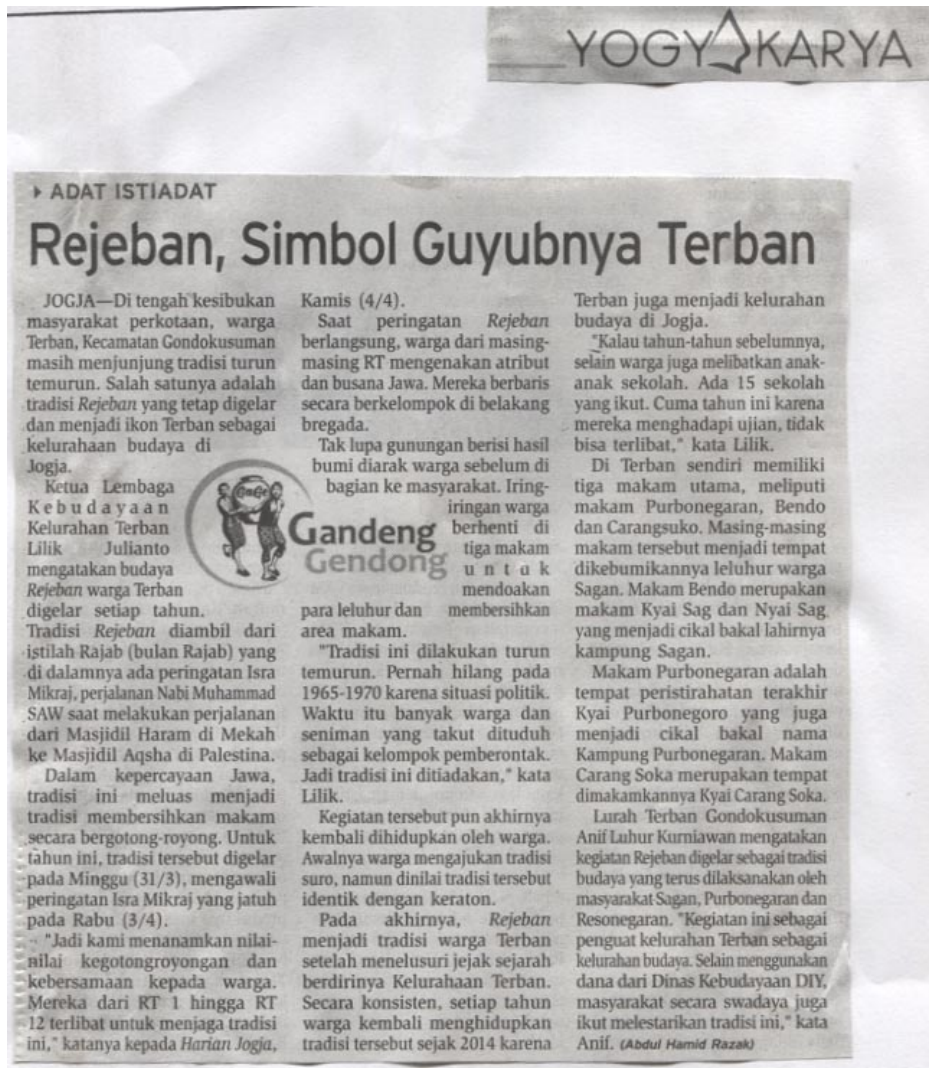 YOGYAKARYA
ADAT ISTIADAT
Rejeban, Simbol Guyubnya Terban
JOGJA—Di tengah kesibukan
masyarakat perkotaan, warga
Terban, Kecamatan Gondokusuman
masih menjunjung tradisi turun
temurun. Salah satunya adalah
tradisi Rejeban yang tetap digelar
dan menjadi ikon Terban sebagai
kelurahaan budaya di
Jogja.
Ketua Lembaga
Kebudayaan
Kelurahan Terban
Lilik Julianto
mengatakan budaya
Rejeban warga Terban
digelar setiap tahun.
Tradisi Rejeban diambil dari
istilah Rajab (bulan Rajab) yang
di dalamnya ada peringatan Isra
Mikraj, perjalanan Nabi Muhammad
SAW saat melakukan perjalanan
dari Masjidil Haram di Mekah
ke Masjidil Aqsha di Palestina.
Dalam kepercayaan Jawa,
tradisi ini meluas menjadi
tradisi membersihkan makam
secara bergotong-royong. Untuk
tahun ini, tradisi tersebut digelar
pada Minggu (31/3), mengawali
peringatan Isra Mikraj yang jatuh
pada Rabu (3/4).
"Jadi kami menanamkan nilai-
nilai kegotongroyongan dan
kebersamaan kepada warga.
Mereka dari RT 1 hingga RT
12 terlibat untuk menjaga tradisi
ini," katanya kepada Harian Jogja,
Kamis (4/4).
Saat peringatan Rejeban
berlangsung, warga dari masing-
masing RT mengenakan atribut
dan busana Jawa. Mereka berbaris
secara berkelompok di belakang
bregada.
Tak lupa gunungan berisi hasil
bumi diarak warga sebelum di
bagian ke masyarakat. Iring-
iringan warga
berhenti di
tiga makam
untuk
mendoakan
para leluhur dan membersihkan
area makam.
"Tradisi ini dilakukan turun
temurun. Pernah hilang pada
1965-1970 karena situasi politik.
Waktu itu banyak warga dan
seniman yang takut dituduh
sebagai kelompok pemberontak.
Jadi tradisi ini ditiadakan," kata
Lilik.
Kegiatan tersebut pun akhirnya
kembali dihidupkan oleh warga.
Awalnya warga mengajukan tradisi
suro, namun dinilai tradisi tersebut
identik dengan keraton.
Pada akhirnya, Rejeban
menjadi tradisi warga Terban
setelah menelusuri jejak sejarah
berdirinya Kelurahaan Terban.
Secara konsisten, setiap tahun
warga kembali menghidupkan
tradisi tersebut sejak 2014 karena
GaGe
Gandeng
Gendong
Terban juga menjadi kelurahan
budaya di Jogja.
"Kalau tahun-tahun sebelumnya,
selain warga juga melibatkan anak-
anak sekolah. Ada 15 sekolah
yang ikut. Cuma tahun ini karena
mereka menghadapi ujian, tidak
bisa terlibat," kata Lilik.
Di Terban sendiri memiliki
tiga makam utama, meliputi
makam Purbonegaran, Bendo
dan Carangsuko. Masing-masing
makam tersebut menjadi tempat
dikebumikannya leluhur warga
Sagan. Makam Bendo merupakan
makam Kyai Sag dan Nyai Sag
yang menjadi cikal bakal lahirnya
kampung Sagan.
Makam Purbonegaran adalah
tempat peristirahatan terakhir
Kyai Purbonegoro yang juga
menjadi cikal bakal nama
Kampung Purbonegaran. Makam
Carang Soka merupakan tempat
dimakamkannya Kyai Carang Soka.
Lurah Terban Gondokusuman
Anif Luhur Kurniawan mengatakan
kegiatan Rejeban digelar sebagai tradisi
budaya yang terus dilaksanakan oleh
masyarakat Sagan, Purbonegaran dan
Resonegaran. "Kegiatan ini sebagai
penguat kelurahan Terban sebagai
kelurahan budaya. Selain menggunakan
dana dari Dinas Kebudayaan DIY,
masyarakat secara swadaya juga
ikut melestarikan tradisi ini," kata
Anif. (Abdul Hamid Razak)